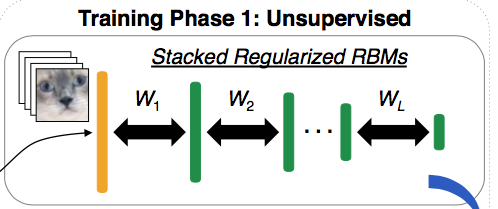 Training Phase 1: Unsupervised
Stacked Regularized RBMs
W1 W2 ... WL